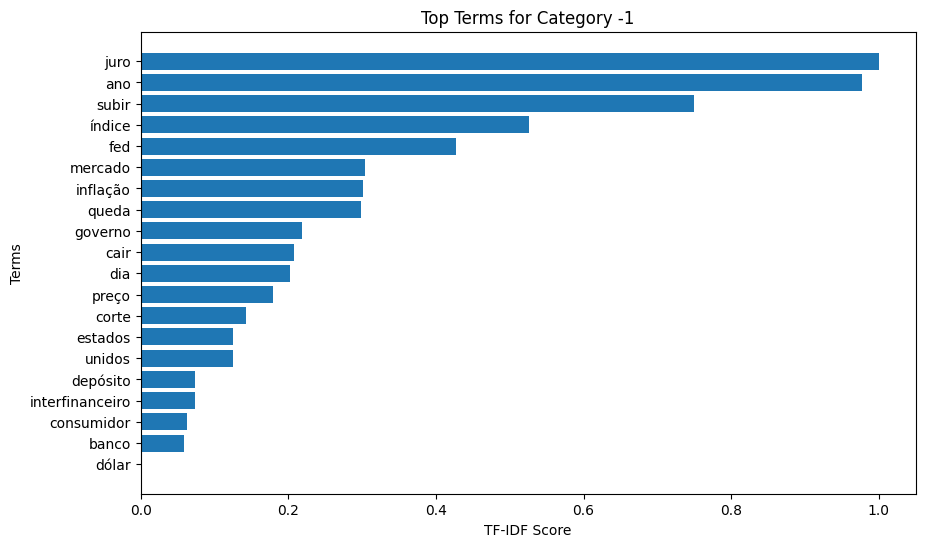 Top Terms for Category -1
Terms
juro
ano
subir
índice
fed
mercado
inflação
queda
governo
cair
dia
preço
corte
estados
unidos
depósito
interfinanceiro
consumidor
banco
dólar
0.0 0.2 0.4 0.6 0.8 1.0
TF-IDF Score